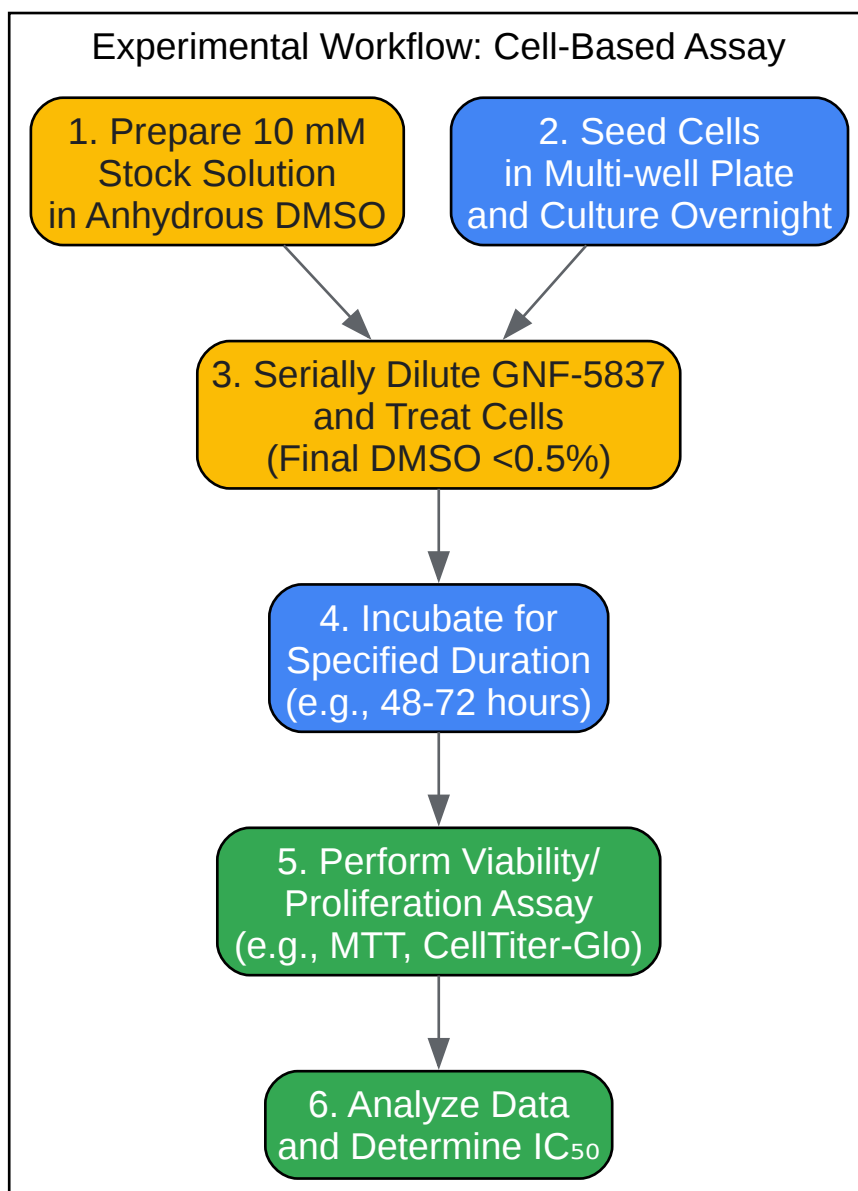 Experimental Workflow: Cell-Based Assay
1. Prepare 10 mM
Stock Solution
in Anhydrous DMSO
2. Seed Cells
in Multi-well Plate
and Culture Overnight
3. Serially Dilute GNF-5837
and Treat Cells
(Final DMSO <0.5%)
4. Incubate for
Specified Duration
(e.g., 48-72 hours)
5. Perform Viability/
Proliferation Assay
(e.g., MTT, CellTiter-Glo)
6. Analyze Data
and Determine IC₅₀